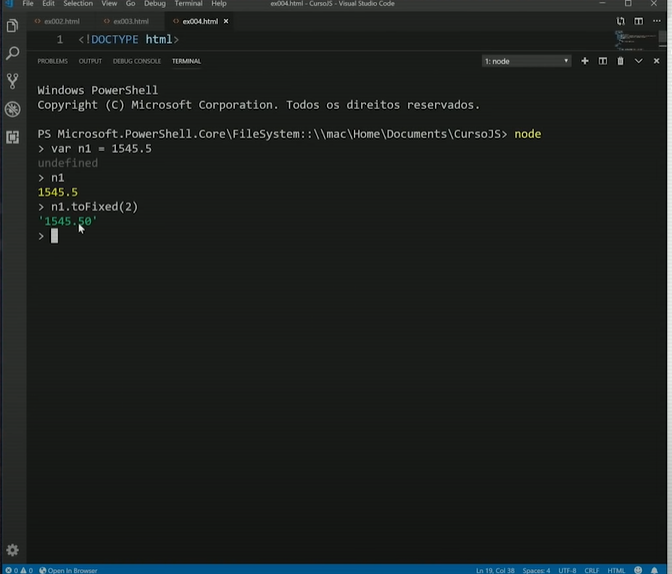 File Edit Selection View Go Debug Terminal Help
ex004.html - CursoJS - Visual Studio Code
ex002.html ex003.html ex004.html ×
1 <!DOCTYPE html>
PROBLEMS OUTPUT DEBUG CONSOLE TERMINAL 1: node
Windows PowerShell
Copyright (C) Microsoft Corporation. Todos os direitos reservados.
PS Microsoft.PowerShell.Core\FileSystem::\\mac\Home\Documents\CursoJS> node
> var n1 = 1545.5
undefined
> n1
1545.5
> n1.toFixed(2)
'1545.50'
>
0 0 Open In Browser Ln 19, Col 38 Spaces: 4 UTF-8 CRLF HTML